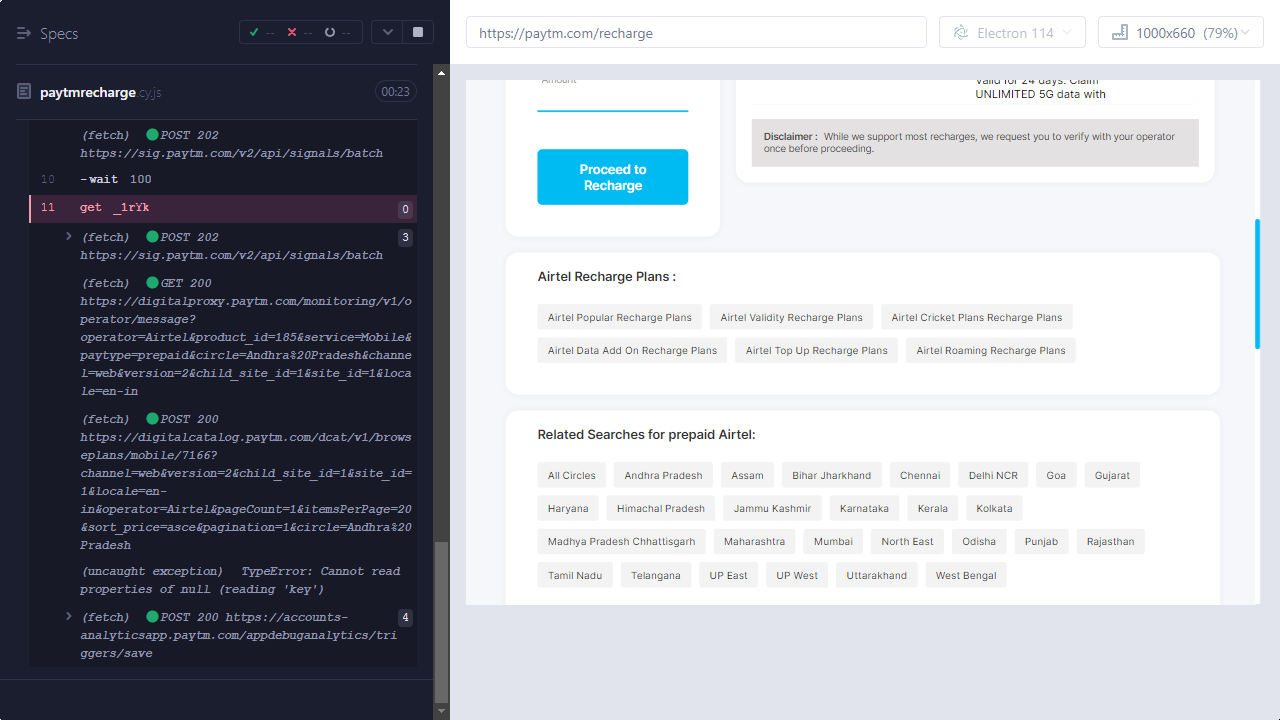 Specs
-- -- --
paytmrecharge.cy.js 00:23
(fetch) POST 202
https://sig.paytm.com/v2/api/signals/batch
10 -wait 100
11 get _1rYk 0
(fetch) POST 202 3
https://sig.paytm.com/v2/api/signals/batch
(fetch) GET 200
https://digitalproxy.paytm.com/monitoring/v1/o
perator/message?
operator=Airtel&product_id=185&service=Mobile&
paytype=prepaid&circle=Andhra%20Pradesh&channe
l=web&version=2&child_site_id=1&site_id=1&loca
le=en-in
(fetch) POST 200
https://digitalcatalog.paytm.com/dcat/v1/brows
eplans/mobile/7166?
channel=web&version=2&child_site_id=1&site_id=
1&locale=en-
in&operator=Airtel&pageCount=1&itemsPerPage=20
&sort_price=asce&pagination=1&circle=Andhra%20
Pradesh
(uncaught exception) TypeError: Cannot read
properties of null (reading 'key')
(fetch) POST 200 https://accounts- 4
analyticsapp.paytm.com/appdebuganalytics/tri
ggers/save
https://paytm.com/recharge
Electron 114
1000x660 (79%)
Amount
Valid for 24 days. Claim
UNLIMITED 5G data with
Disclaimer : While we support most recharges, we request you to verify with your operator
once before proceeding.
Proceed to
Recharge
Airtel Recharge Plans :
Airtel Popular Recharge Plans Airtel Validity Recharge Plans Airtel Cricket Plans Recharge Plans
Airtel Data Add On Recharge Plans Airtel Top Up Recharge Plans Airtel Roaming Recharge Plans
Related Searches for prepaid Airtel:
All Circles Andhra Pradesh Assam Bihar Jharkhand Chennai Delhi NCR Goa Gujarat
Haryana Himachal Pradesh Jammu Kashmir Karnataka Kerala Kolkata
Madhya Pradesh Chhattisgarh Maharashtra Mumbai North East Odisha Punjab Rajasthan
Tamil Nadu Telangana UP East UP West Uttarakhand West Bengal